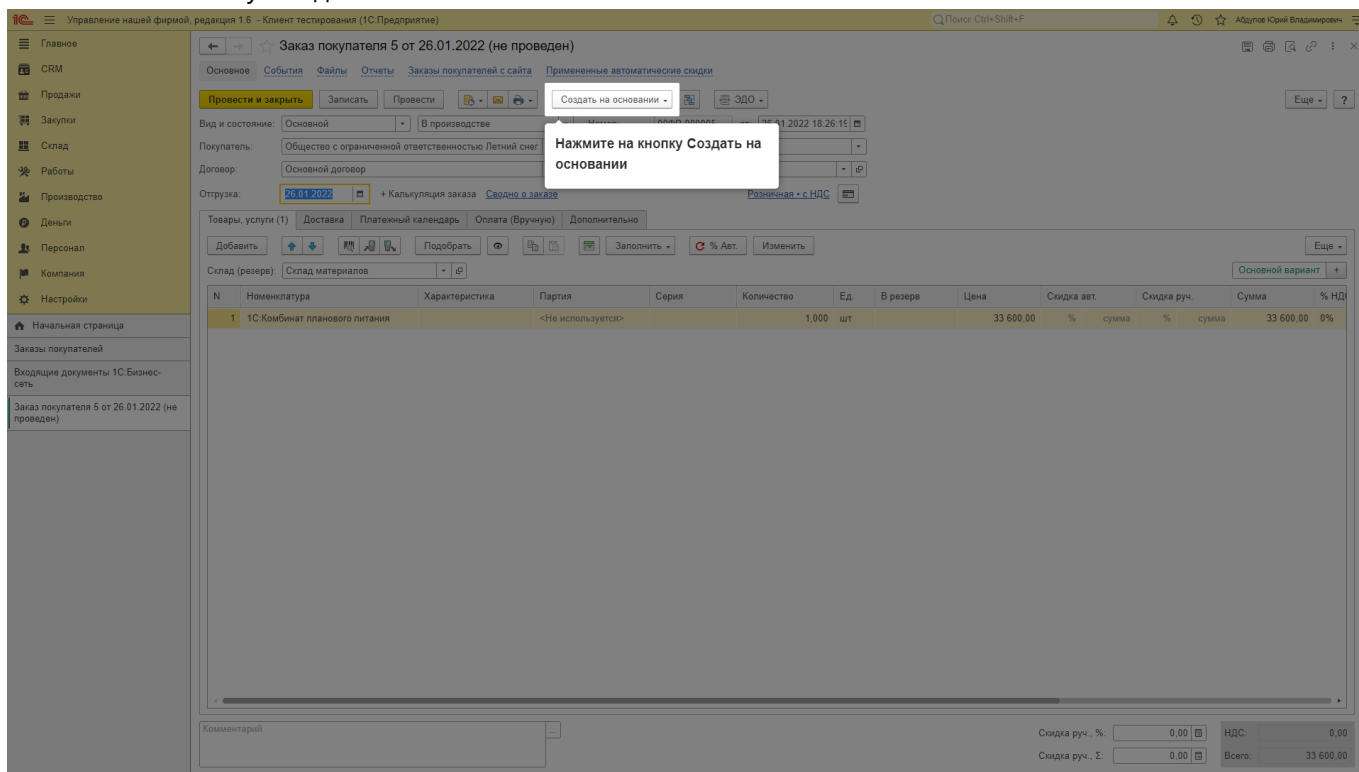 Управление нашей фирмой, редакция 1.6 - Клиент тестирования (1С:Предприятие)
Поиск Ctrl+Shift+F
Абдулов Юрий Владимирович
Главное
CRM
Продажи
Закупки
Склад
Работы
Производство
Деньги
Персонал
Компания
Настройки
Начальная страница
Заказы покупателей
Входящие документы 1С:Бизнес-
сеть
Заказ покупателя 5 от 26.01.2022 (не
проведен)
Заказ покупателя 5 от 26.01.2022 (не проведен)
Основное События Файлы Отчеты Заказы покупателей с сайта Примененные автоматические скидки
Провести и закрыть Записать Провести Создать на основании ЭДО Еще ?
Вид и состояние: Основной В производстве 26.01.2022 18:26:19
Нажмите на кнопку Создать на
основании
Покупатель: Общество с ограниченной ответственностью Летний снег
Договор: Основной договор
Отгрузка: 26.01.2022 + Калькуляция заказа Сводно о заказе Розничная • с НДС
Товары, услуги (1) Доставка Платежный календарь Оплата (Вручную) Дополнительно
Добавить Подобрать Заполнить % Авт. Изменить Еще
Склад (резерв): Склад материалов Основной вариант +
N Номенклатура Характеристика Партия Серия Количество Ед. В резерв Цена Скидка авт. Скидка руч. Сумма % НД
1 1С:Комбинат планового питания <Не используется> 1,000 шт 33 600,00 % сумма % сумма 33 600,00 0%
Комментарий ...
Скидка руч., %: 0,00 НДС: 0,00
Скидка руч., Σ: 0,00 Всего: 33 600,00